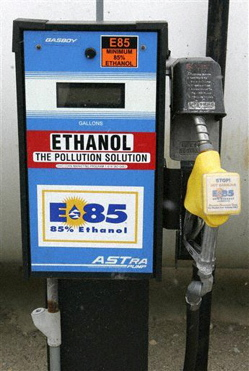 GASBOY
E85
MINIMUM
85%
ETHANOL
GALLONS
ETHANOL
THE POLLUTION SOLUTION
E85
85% Ethanol
ASTra
PUMP
STOP!
E85